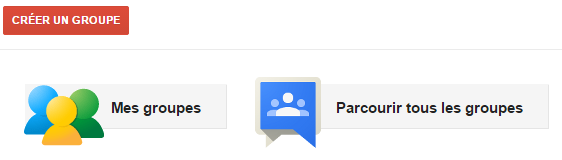 CRÉER UN GROUPE
Mes groupes
Parcourir tous les groupes